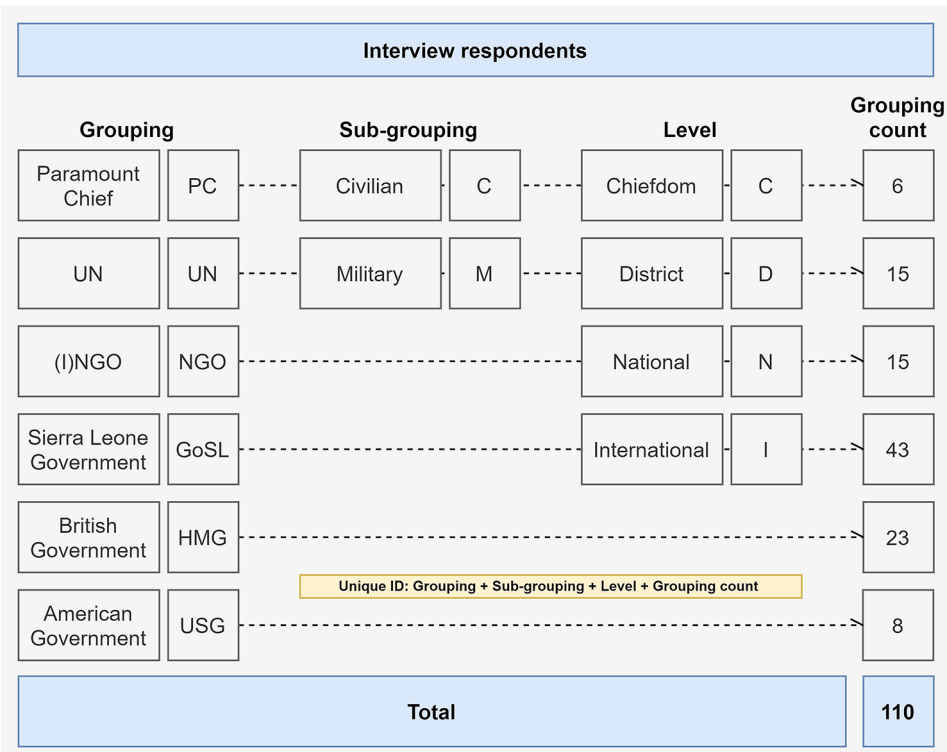 Interview respondents
Grouping
Sub-grouping
Level
Grouping
count
Paramount
Chief
PC
Civilian
C
Chiefdom
C
6
UN
UN
Military
M
District
D
15
(I)NGO
NGO
National
N
15
Sierra Leone
Government
GoSL
International
I
43
British
Government
HMG
23
Unique ID: Grouping + Sub-grouping + Level + Grouping count
American
Government
USG
8
Total
110